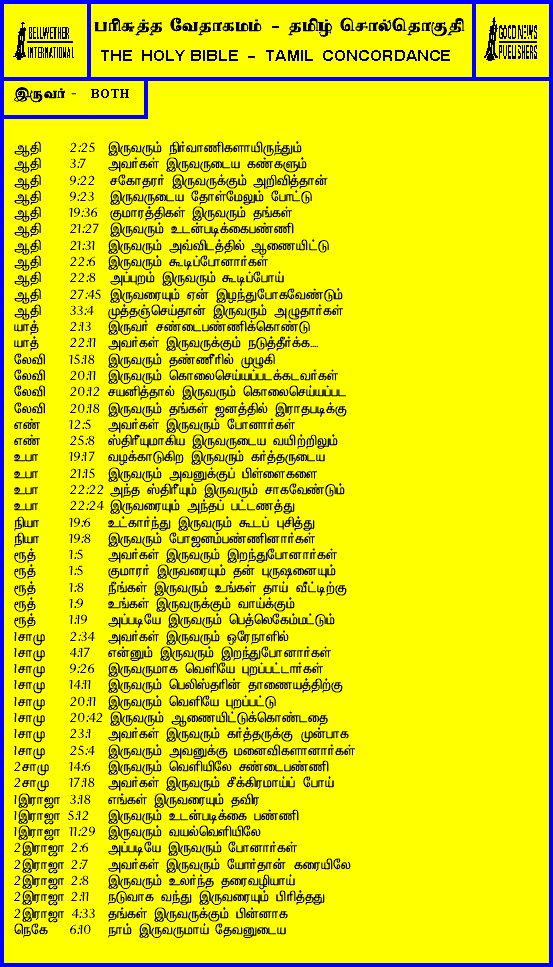 BELLWETHER
INTERNATIONAL
பரிசுத்த வேதாகமம் - தமிழ் சொல்தொகுதி
THE HOLY BIBLE - TAMIL CONCORDANCE
GOOD NEWS
PUBLISHERS
இருவர் - BOTH
ஆதி 2:25 இருவரும் நிர்வாணிகளாயிருந்தும்
ஆதி 3:7 அவர்கள் இருவருடைய கண்களும்
ஆதி 9:22 சகோதரர் இருவருக்கும் அறிவித்தான்
ஆதி 9:23 இருவருடைய தோள்மேலும் போட்டு
ஆதி 19:36 குமாரத்திகள் இருவரும் தங்கள்
ஆதி 21:27 இருவரும் உடன்படிக்கைபண்ணி
ஆதி 21:31 இருவரும் அவ்விடத்தில் ஆணையிட்டு
ஆதி 22:6 இருவரும் கூடிப்போனார்கள்
ஆதி 22:8 அப்புறம் இருவரும் கூடிப்போய்
ஆதி 27:45 இருவரையும் ஏன் இழந்துபோகவேண்டும்
ஆதி 33:4 முத்தஞ்செய்தான் இருவரும் அழுதார்கள்
யாத் 2:13 இருவர் சண்டைபண்ணிக்கொண்டு
யாத் 22:11 அவர்கள் இருவருக்கும் நடுத்தீர்க்க....
லேவி 15:18 இருவரும் தண்ணீரில் முழுகி
லேவி 20:11 இருவரும் கொலைசெய்யப்படக்கடவர்கள்
லேவி 20:12 சயனித்தால் இருவரும் கொலைசெய்யப்பட
லேவி 20:18 இருவரும் தங்கள் ஜனத்தில் இராதபடிக்கு
எண் 12:5 அவர்கள் இருவரும் போனார்கள்
எண் 25:8 ஸ்திரீயுமாகிய இருவருடைய வயிற்றிலும்
உபா 19:17 வழக்காடுகிற இருவரும் கர்த்தருடைய
உபா 21:15 இருவரும் அவனுக்குப் பிள்ளைகளை
உபா 22:22 அந்த ஸ்திரீயும் இருவரும் சாகவேண்டும்
உபா 22:24 இருவரையும் அந்தப் பட்டணத்து
நியா 19:6 உட்கார்ந்து இருவரும் கூடப் புசித்து
நியா 19:8 இருவரும் போஜனம்பண்ணினார்கள்
ரூத் 1:5 அவர்கள் இருவரும் இறந்துபோனார்கள்
ரூத் 1:5 குமாரர் இருவரையும் தன் புருஷனையும்
ரூத் 1:8 நீங்கள் இருவரும் உங்கள் தாய் வீட்டிற்கு
ரூத் 1:9 உங்கள் இருவருக்கும் வாய்க்கும்
ரூத் 1:19 அப்படியே இருவரும் பெத்லெகேம்மட்டும்
1சாமு 2:34 அவர்கள் இருவரும் ஒரேநாளில்
1சாமு 4:17 என்னும் இருவரும் இறந்துபோனார்கள்
1சாமு 9:26 இருவருமாக வெளியே புறப்பட்டார்கள்
1சாமு 14:11 இருவரும் பெலிஸ்தரின் தாணையத்திற்கு
1சாமு 20:11 இருவரும் வெளியே புறப்பட்டு
1சாமு 20:42 இருவரும் ஆணையிட்டுக்கொண்டதை
1சாமு 23:1 அவர்கள் இருவரும் கர்த்தருக்கு முன்பாக
1சாமு 25:4 இருவரும் அவனுக்கு மனைவிகளானார்கள்
2சாமு 14:6 இருவரும் வெளியிலே சண்டைபண்ணி
2சாமு 17:18 அவர்கள் இருவரும் சீக்கிரமாய்ப் போய்
1இராஜா 3:18 எங்கள் இருவரையும் தவிர
1இராஜா 5:12 இருவரும் உடன்படிக்கை பண்ணி
1இராஜா 11:29 இருவரும் வயல்வெளியிலே
2இராஜா 2:6 அப்படியே இருவரும் போனார்கள்
2இராஜா 2:7 அவர்கள் இருவரும் யோர்தான் கரையிலே
2இராஜா 2:8 இருவரும் உலர்ந்த தரைவழியாய்
2இராஜா 2:11 நடுவாக வந்து இருவரையும் பிரித்தது
2இராஜா 4:33 தங்கள் இருவருக்கும் பின்னாக
நெகே 6:10 நாம் இருவருமாய் தேவனுடைய